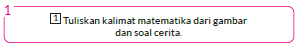 1
1 Tuliskan kalimat matematika dari gambar
dan soal cerita.